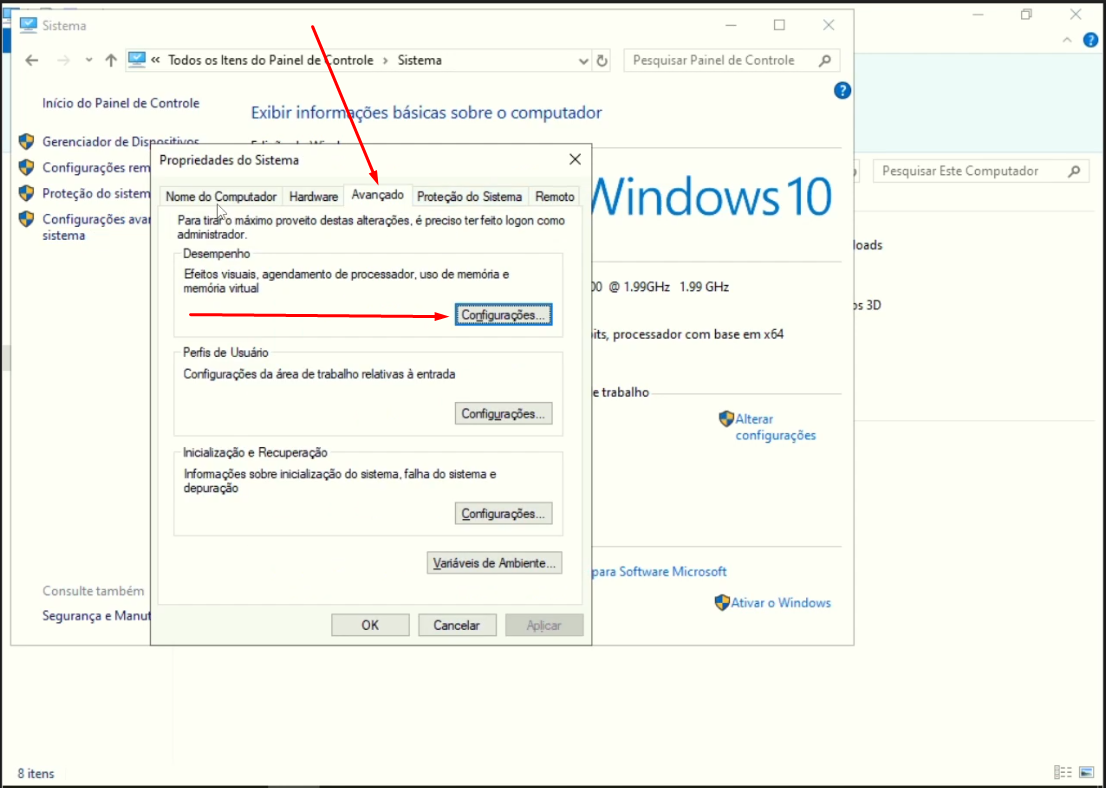 Sistema
« Todos os Itens do Painel de Controle › Sistema
Pesquisar Painel de Controle
Início do Painel de Controle
Gerenciador de Dispositivos
Configurações rem
Proteção do sistem
Configurações avan
sistema
Consulte também
Segurança e Manut
Exibir informações básicas sobre o computador
Windows 10
00 @ 1.99GHz 1.99 GHz
bits, processador com base em x64
e trabalho
Alterar
configurações
para Software Microsoft
Ativar o Windows
Propriedades do Sistema
Nome do Computador
Hardware
Avançado
Proteção do Sistema
Remoto
Para tirar o máximo proveito destas alterações, é preciso ter feito logon como
administrador.
Desempenho
Efeitos visuais, agendamento de processador, uso de memória e
memória virtual
Configurações...
Perfis de Usuário
Configurações da área de trabalho relativas à entrada
Configurações...
Inicialização e Recuperação
Informações sobre inicialização do sistema, falha do sistema e
depuração
Configurações...
Variáveis de Ambiente...
OK
Cancelar
Aplicar
Pesquisar Este Computador
loads
os 3D
8 itens